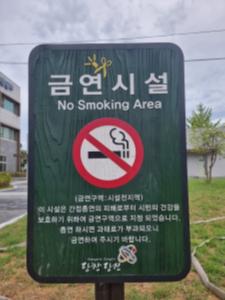 금연시설
No Smoking Area
(금연구역:시설전지역)
이 시설은 간접흡연의 피해로부터 시민의 건강을
보호하기 위하여 금연구역으로 지정 되었습니다.
흡연 하시면 과태료가 부과되오니
금연하여 주시기 바랍니다.